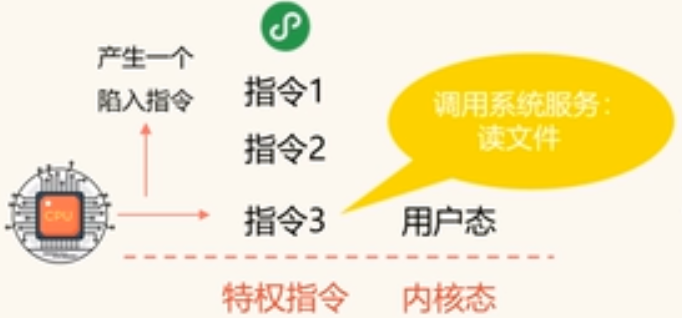 产生一个
陷入指令
指令1
指令2
调用系统服务：
读文件
CPU
指令3
用户态
特权指令
内核态